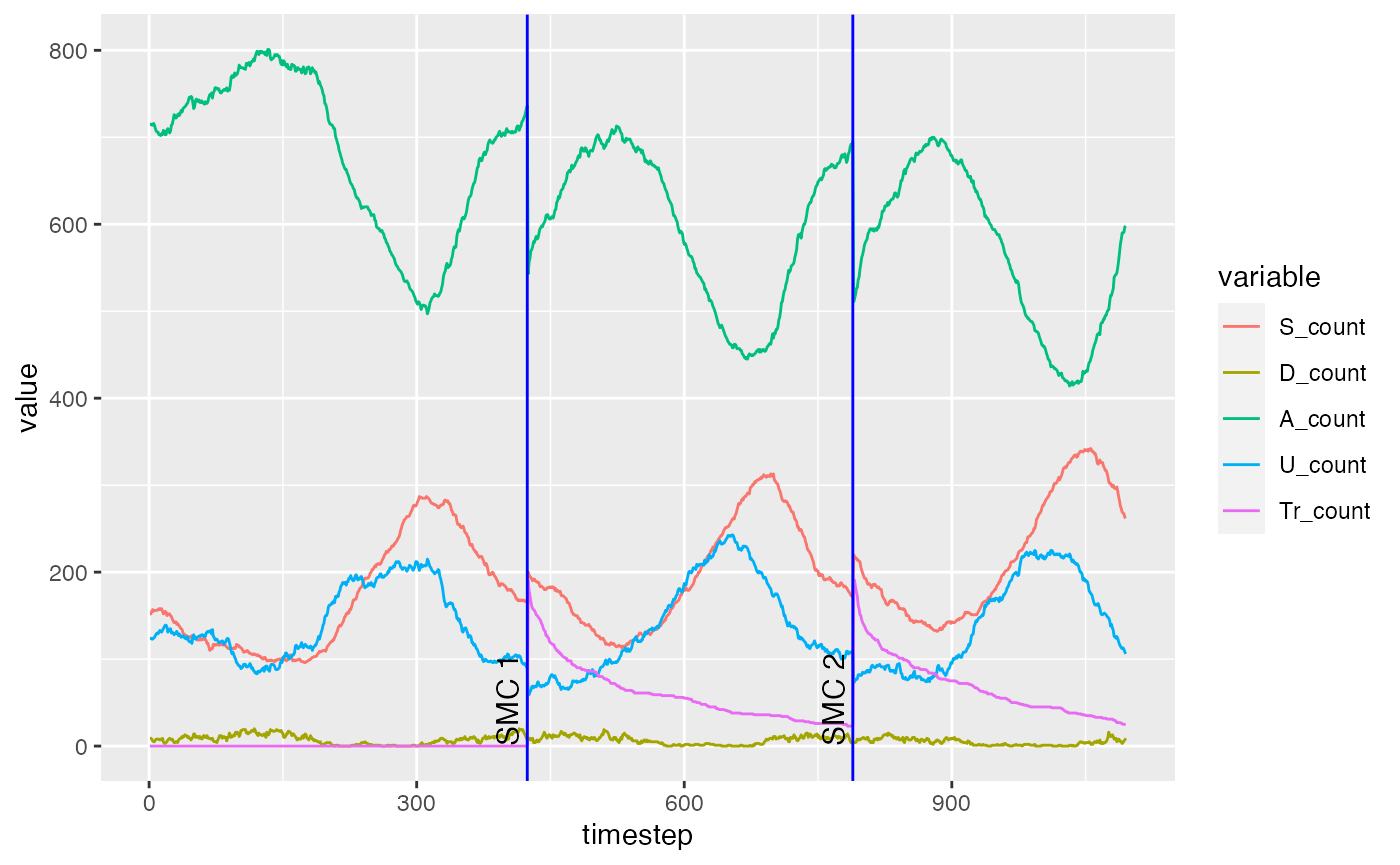 800
600
400
200
0
value
SMC 1
SMC 2
0
300
600
900
timestep
variable
S_count
D_count
A_count
U_count
Tr_count